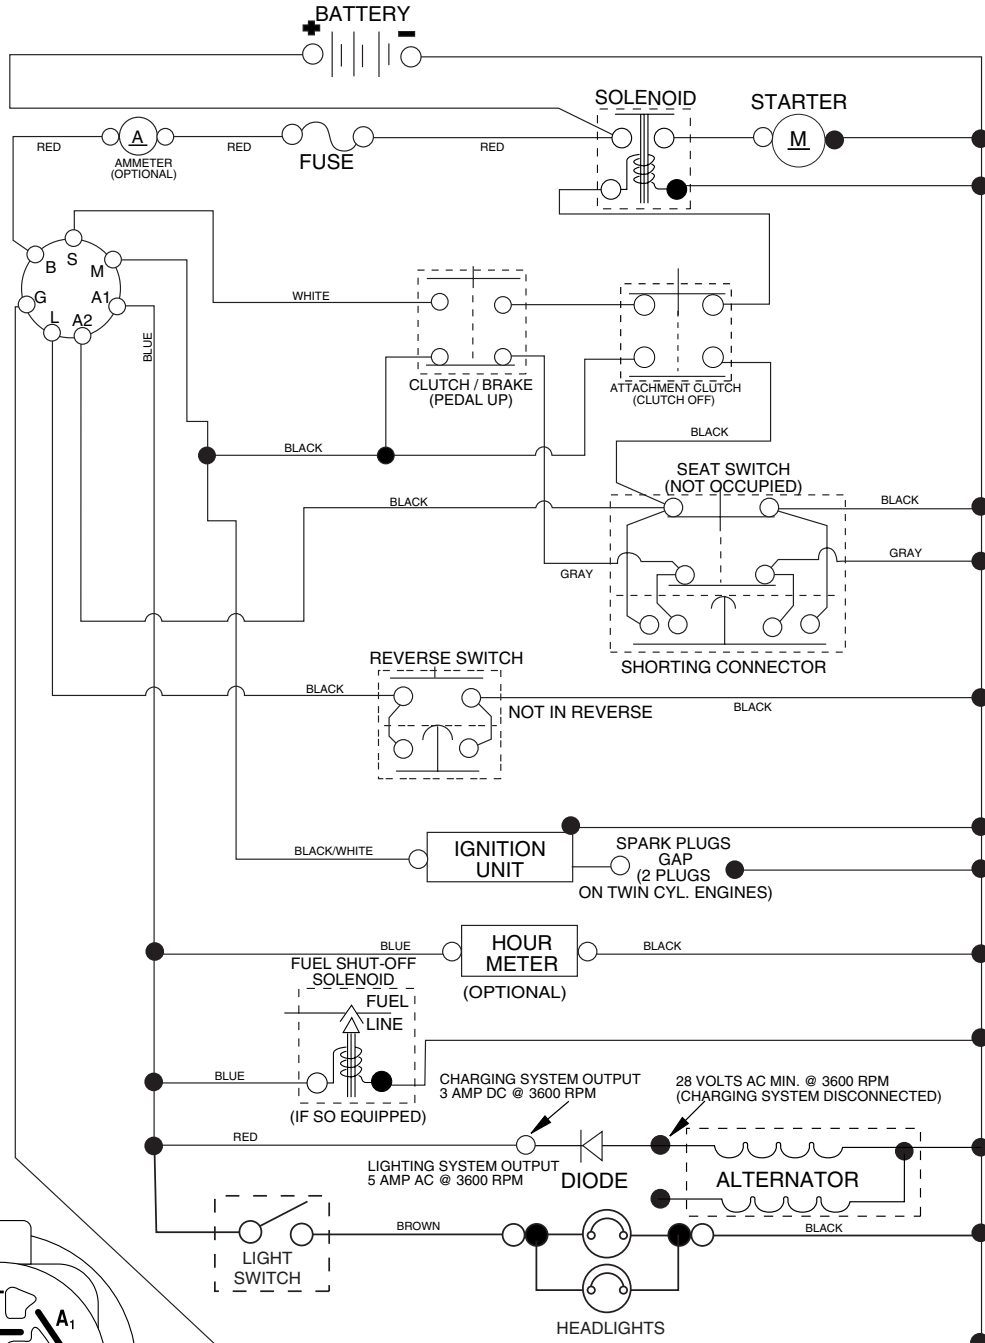 BATTERY
+ -
SOLENOID
STARTER
A
M
RED
RED
RED
AMMETER
(OPTIONAL)
FUSE
B
S
M
G
A1
L
A2
BLUE
WHITE
CLUTCH / BRAKE
(PEDAL UP)
ATTACHMENT CLUTCH
(CLUTCH OFF)
BLACK
BLACK
SEAT SWITCH
(NOT OCCUPIED)
BLACK
BLACK
GRAY
GRAY
SHORTING CONNECTOR
REVERSE SWITCH
BLACK
NOT IN REVERSE
BLACK
BLACK/WHITE
IGNITION
UNIT
SPARK PLUGS
GAP
(2 PLUGS
ON TWIN CYL. ENGINES)
BLUE
HOUR
METER
BLACK
(OPTIONAL)
FUEL SHUT-OFF
SOLENOID
FUEL
LINE
BLUE
(IF SO EQUIPPED)
CHARGING SYSTEM OUTPUT
3 AMP DC @ 3600 RPM
28 VOLTS AC MIN. @ 3600 RPM
(CHARGING SYSTEM DISCONNECTED)
RED
LIGHTING SYSTEM OUTPUT
5 AMP AC @ 3600 RPM
DIODE
ALTERNATOR
BROWN
BLACK
LIGHT
SWITCH
HEADLIGHTS
A1